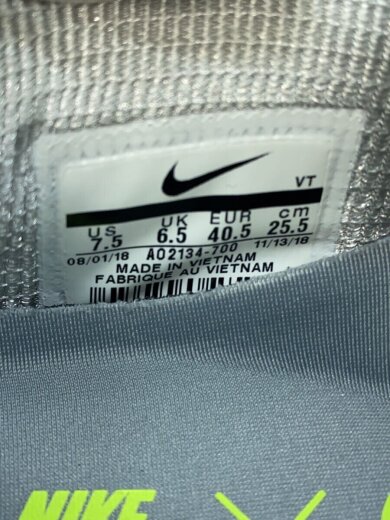 VT
US UK EUR cm
7.5 6.5 40.5 25.5
08/01/18 AO2134-700 11/13/18
MADE IN VIETNAM
FABRIQUE AU VIETNAM
NIKE